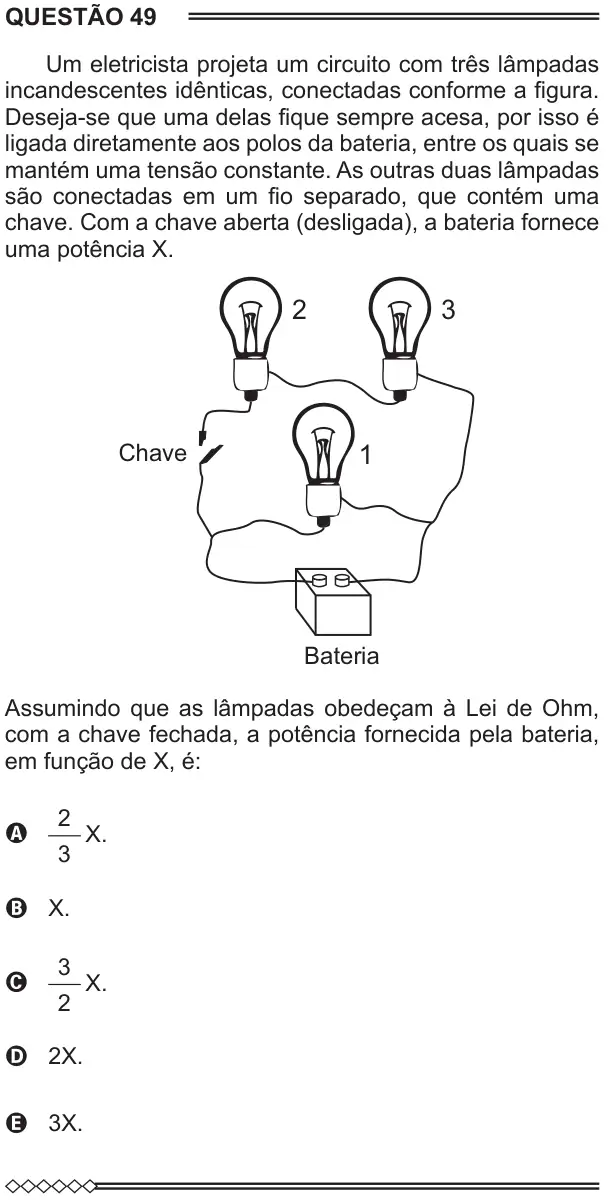 QUESTÃO 49
Um eletricista projeta um circuito com três lâmpadas
incandescentes idênticas, conectadas conforme a figura.
Deseja-se que uma delas fique sempre acesa, por isso é
ligada diretamente aos polos da bateria, entre os quais se
mantém uma tensão constante. As outras duas lâmpadas
são conectadas em um fio separado, que contém uma
chave. Com a chave aberta (desligada), a bateria fornece
uma potência X.
2
3
Chave
1
Bateria
Assumindo que as lâmpadas obedeçam à Lei de Ohm,
com a chave fechada, a potência fornecida pela bateria,
em função de X, é:
A 2/3 X.
B X.
C 3/2 X.
D 2X.
E 3X.